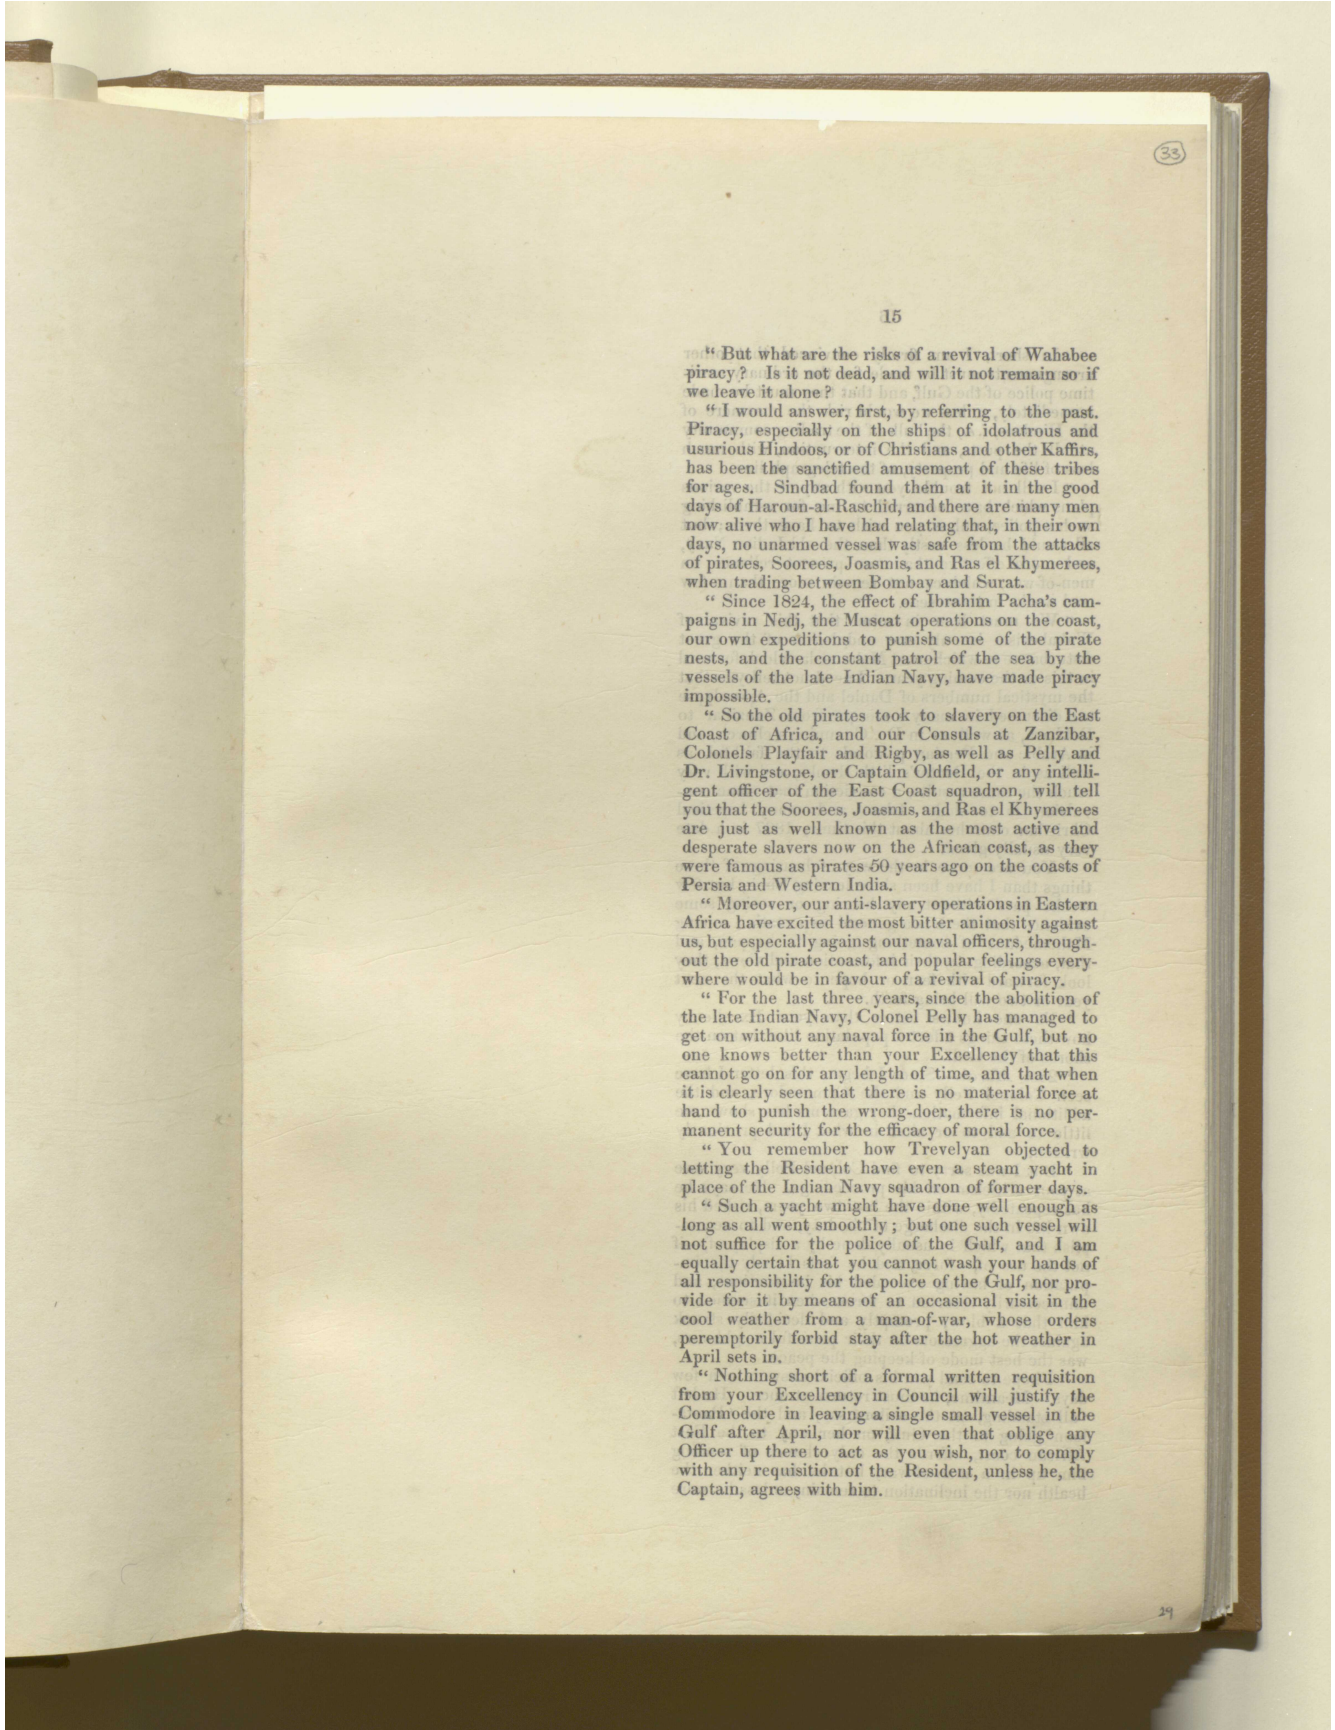 33
15
“ But what are the risks of a revival of Wahabee
piracy ? Is it not dead, and will it not remain so if
we leave it alone ?
“ I would answer, first, by referring to the past.
Piracy, especially on the ships of idolatrous and
usurious Hindoos, or of Christians and other Kaffirs,
has been the sanctified amusement of these tribes
for ages. Sindbad found them at it in the good
days of Haroun-al-Raschid, and there are many men
now alive who I have had relating that, in their own
days, no unarmed vessel was safe from the attacks
of pirates, Soorees, Joasmis, and Ras el Khymerees,
when trading between Bombay and Surat.
“ Since 1824, the effect of Ibrahim Pacha’s cam-
paigns in Nedj, the Muscat operations on the coast,
our own expeditions to punish some of the pirate
nests, and the constant patrol of the sea by the
vessels of the late Indian Navy, have made piracy
impossible.
“ So the old pirates took to slavery on the East
Coast of Africa, and our Consuls at Zanzibar,
Colonels Playfair and Rigby, as well as Pelly and
Dr. Livingstone, or Captain Oldfield, or any intelli-
gent officer of the East Coast squadron, will tell
you that the Soorees, Joasmis, and Ras el Khymerees
are just as well known as the most active and
desperate slavers now on the African coast, as they
were famous as pirates 50 years ago on the coasts of
Persia and Western India.
“ Moreover, our anti-slavery operations in Eastern
Africa have excited the most bitter animosity against
us, but especially against our naval officers, through-
out the old pirate coast, and popular feelings every-
where would be in favour of a revival of piracy.
“ For the last three years, since the abolition of
the late Indian Navy, Colonel Pelly has managed to
get on without any naval force in the Gulf, but no
one knows better than your Excellency that this
cannot go on for any length of time, and that when
it is clearly seen that there is no material force at
hand to punish the wrong-doer, there is no per-
manent security for the efficacy of moral force.
“ You remember how Trevelyan objected to
letting the Resident have even a steam yacht in
place of the Indian Navy squadron of former days.
“ Such a yacht might have done well enough as
long as all went smoothly ; but one such vessel will
not suffice for the police of the Gulf, and I am
equally certain that you cannot wash your hands of
all responsibility for the police of the Gulf, nor pro-
vide for it by means of an occasional visit in the
cool weather from a man-of-war, whose orders
peremptorily forbid stay after the hot weather in
April sets in.
“ Nothing short of a formal written requisition
from your Excellency in Council will justify the
Commodore in leaving a single small vessel in the
Gulf after April, nor will even that oblige any
Officer up there to act as you wish, nor to comply
with any requisition of the Resident, unless he, the
Captain, agrees with him.
29